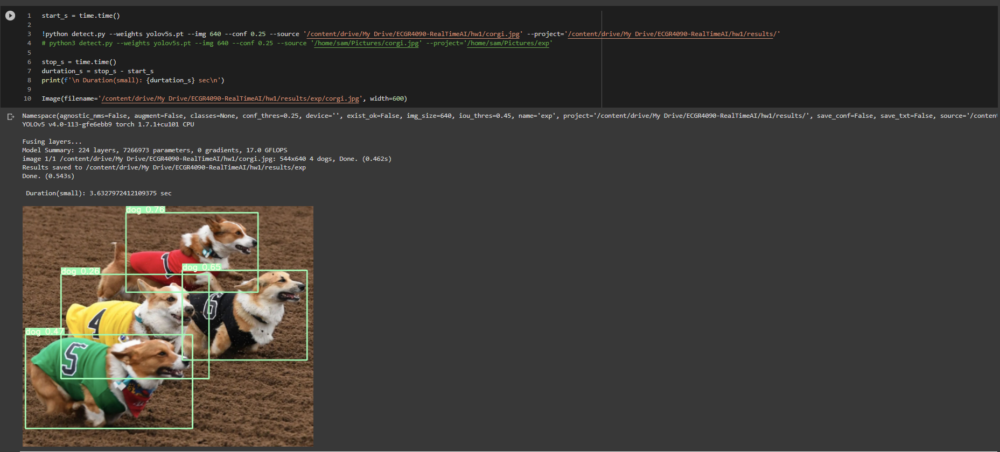 1 start_s = time.time()
2
3 !python detect.py --weights yolov5s.pt --img 640 --conf 0.25 --source '/content/drive/My Drive/ECGR4090-RealTimeAI/hw1/corgi.jpg' --project='/content/drive/My Drive/ECGR4090-RealTimeAI/hw1/results/'
4 # python3 detect.py --weights yolov5s.pt --img 640 --conf 0.25 --source '/home/sam/Pictures/corgi.jpg' --project='/home/sam/Pictures/exp'
5
6 stop_s = time.time()
7 durtation_s = stop_s - start_s
8 print(f'\n Duration(small): {durtation_s} sec\n')
9
10 Image(filename='/content/drive/My Drive/ECGR4090-RealTimeAI/hw1/results/exp/corgi.jpg', width=600)
Namespace(agnostic_nms=False, augment=False, classes=None, conf_thres=0.25, device='', exist_ok=False, img_size=640, iou_thres=0.45, name='exp', project='/content/drive/My Drive/ECGR4090-RealTimeAI/hw1/results/', save_conf=False, save_txt=False, source='/content
YOLOv5 v4.0-113-gfe6ebb9 torch 1.7.1+cu101 CPU
Fusing layers...
Model Summary: 224 layers, 7266973 parameters, 0 gradients, 17.0 GFLOPS
image 1/1 /content/drive/My Drive/ECGR4090-RealTimeAI/hw1/corgi.jpg: 544x640 4 dogs, Done. (0.462s)
Results saved to /content/drive/My Drive/ECGR4090-RealTimeAI/hw1/results/exp
Done. (0.543s)
Duration(small): 3.6327972412109375 sec
dog 0.76
1
dog 0.65
dog 0.26
6
4
dog 0.47
5